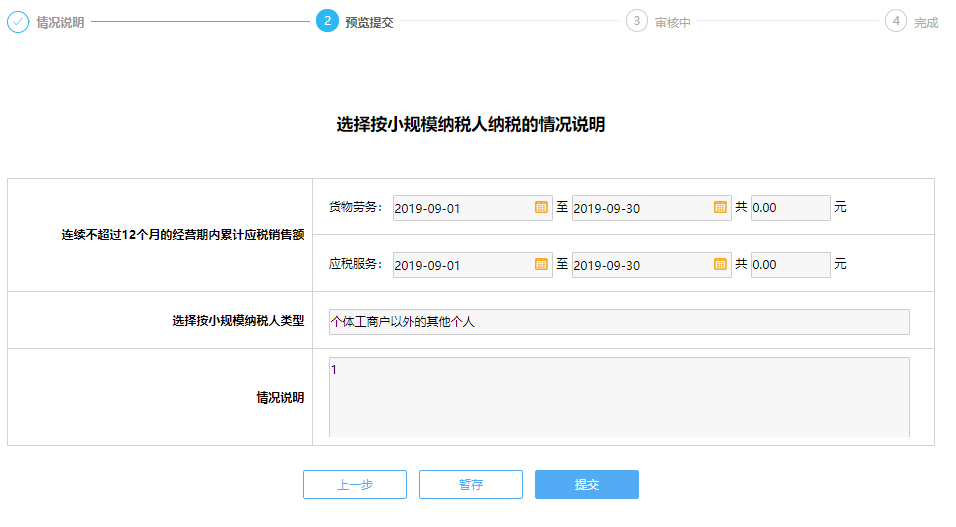 情况说明 2 预览提交 3 审核中 4 完成
选择按小规模纳税人纳税的情况说明
连续不超过12个月的经营期内累计应税销售额
货物劳务： 2019-09-01 至 2019-09-30 共 0.00 元
应税服务： 2019-09-01 至 2019-09-30 共 0.00 元
选择按小规模纳税人类型 个体工商户以外的其他个人
情况说明 1
上一步 暂存 提交